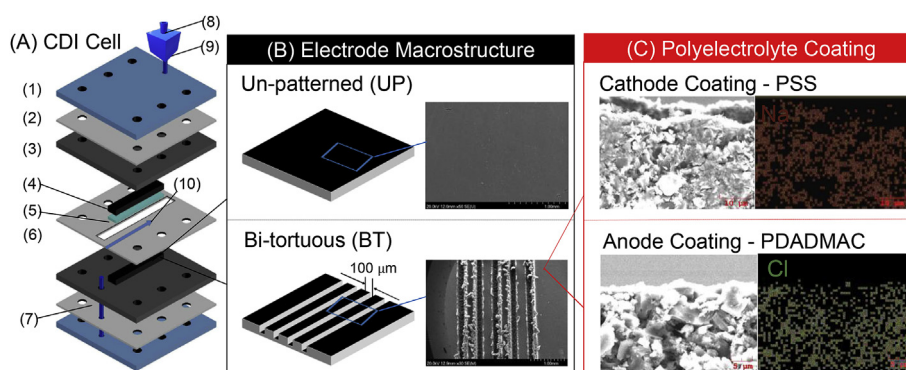 (A) CDI Cell
(8)
(9)
(1)
(2)
(3)
(4)
(10)
(5)
(6)
(7)
(B) Electrode Macrostructure
Un-patterned (UP)
Bi-tortuous (BT)
100 µm
(C) Polyelectrolyte Coating
Cathode Coating - PSS
Na
Anode Coating - PDADMAC
Cl